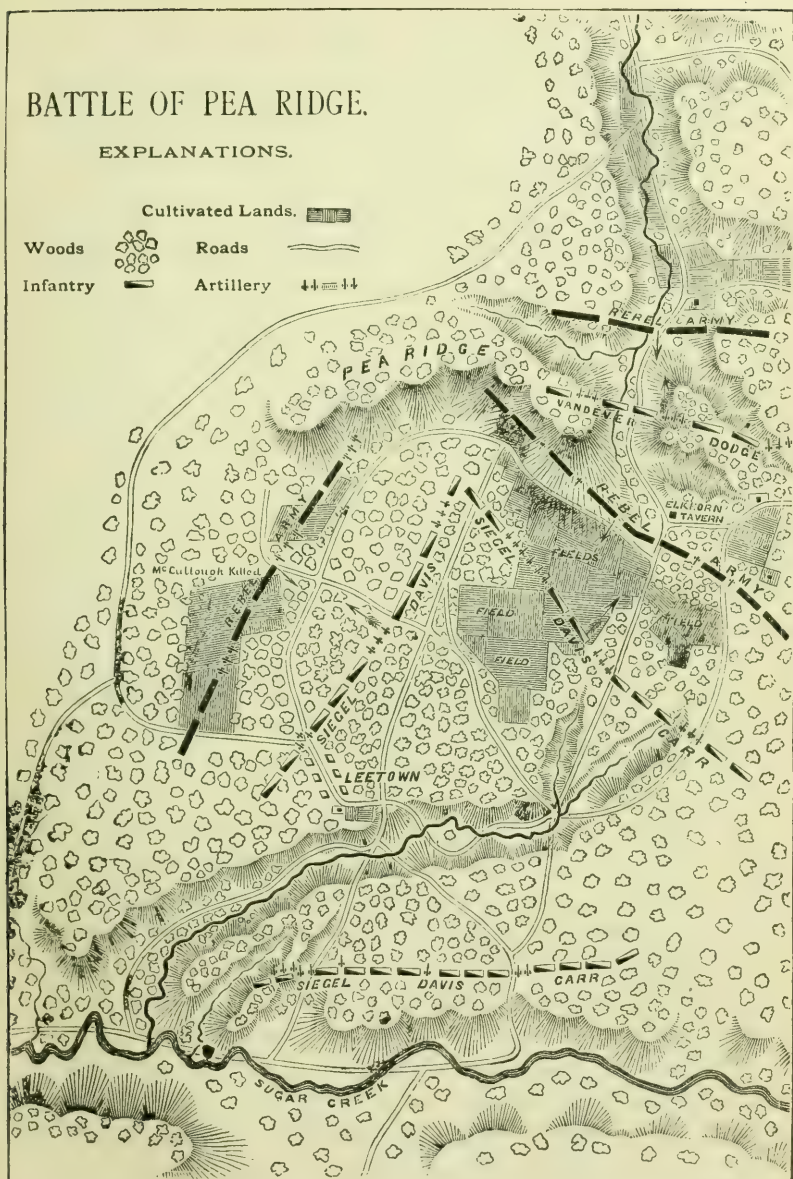 BATTLE OF PEA RIDGE.
EXPLANATIONS.
Cultivated Lands.
Woods
Roads
Infantry
Artillery
REBEL ARMY
PEA RIDGE
VANDEVER
DODGE
REBEL ARMY
ELKHORN
TAVERN
REBEL ARMY
McCullough Killed
DAVIS
SIEGEL
FIELDS
FIELD
FIELD
FIELD
DAVIS
SIEGEL
CARR
LEETOWN
SIEGEL
DAVIS
CARR
SUGAR CREEK